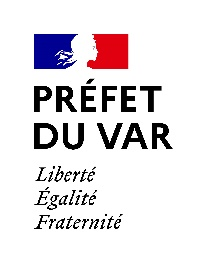 PRÉFET
DU VAR
Liberté
Égalité
Fraternité